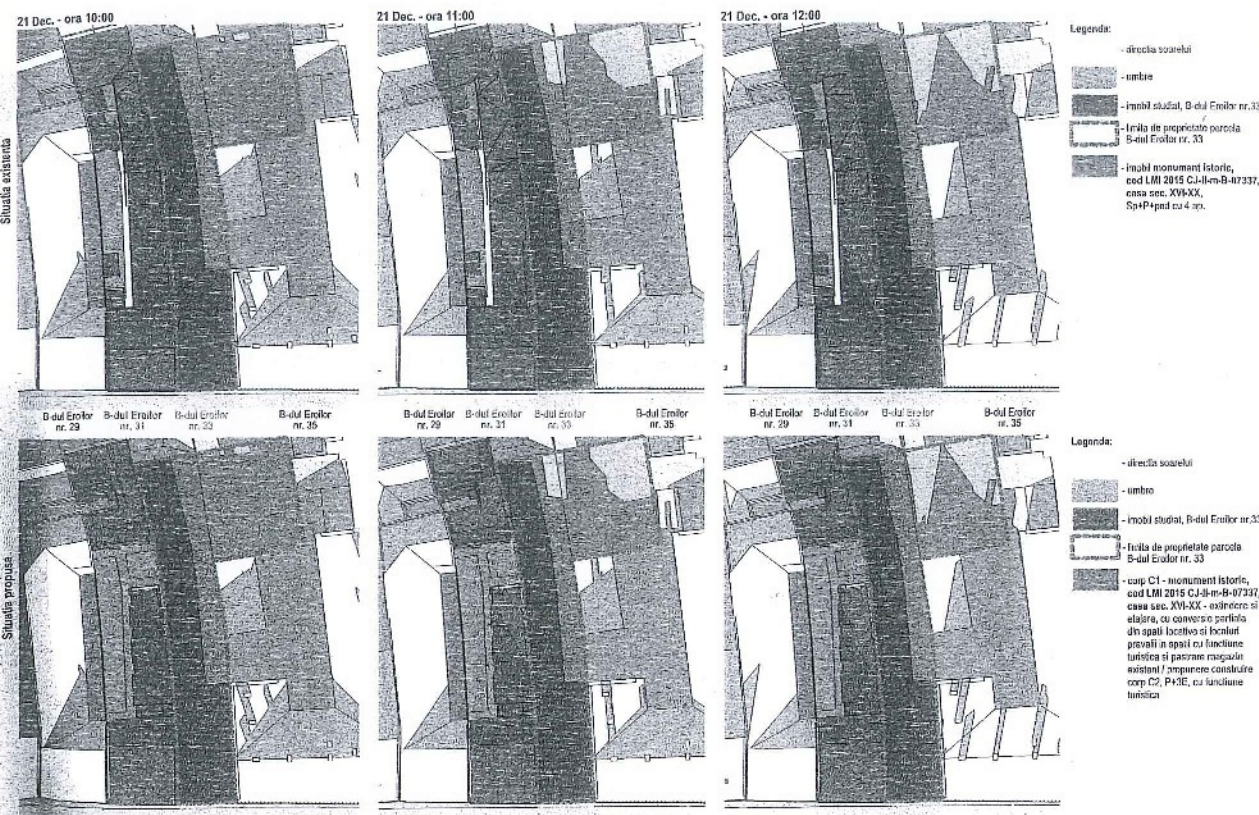 21 Dec. - ora 10:00
21 Dec. - ora 11:00
21 Dec. - ora 12:00
Legenda:
- directia soarelui
- umbre
- imobil studiat, B-dul Eroilor nr.33
- limita de proprietate parcela
B-dul Eroilor nr. 33
- imobil monument istoric,
cod LMI 2015 CJ-II-m-B-07337,
casa sec. XVI-XX,
Sp+P+pod cu 4 ap.
Situatia existenta
B-dul Eroilor
nr. 29
B-dul Eroilor
nr. 31
B-dul Eroilor
nr. 33
B-dul Eroilor
nr. 35
B-dul Eroilor
nr. 29
B-dul Eroilor
nr. 31
B-dul Eroilor
nr. 33
B-dul Eroilor
nr. 35
B-dul Eroilor
nr. 29
B-dul Eroilor
nr. 31
B-dul Eroilor
nr. 33
B-dul Eroilor
nr. 35
Legenda:
- directia soarelui
- umbre
- imobil studiat, B-dul Eroilor nr.33
- limita de proprietate parcela
B-dul Eroilor nr. 33
- corp C1 - monument istoric,
cod LMI 2015 CJ-II-m-B-07337,
casa sec. XVI-XX - extindere si
etajare, cu conversie partiala
din spatii locative si
in spatii cu functiune
turistica si pastrare magazin
existent / propunere construire
corp C2, P+3E, cu functiune
turistica
Situatia propusa